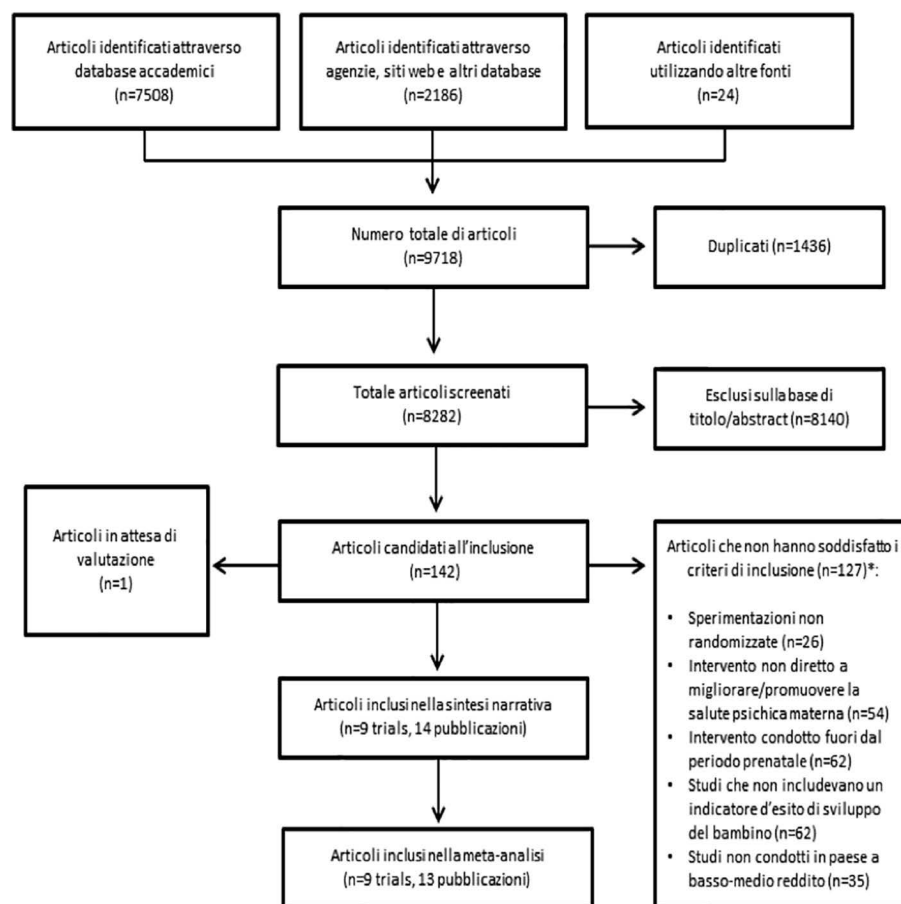 Articoli identificati attraverso
database accademici
(n=7508)
Articoli identificati attraverso
agenzie, siti web e altri database
(n=2186)
Articoli identificati
utilizzando altre fonti
(n=24)
Numero totale di articoli
(n=9718)
Duplicati (n=1436)
Totale articoli screenati
(n=8282)
Esclusi sulla base di
titolo/abstract (n=8140)
Articoli in attesa di
valutazione
(n=1)
Articoli candidati all’inclusione
(n=142)
Articoli che non hanno soddisfatto i
criteri di inclusione (n=127)*:
• Sperimentazioni non
randomizzate (n=26)
• Intervento non diretto a
migliorare/promuovere la
salute psichica materna (n=54)
• Intervento condotto fuori dal
periodo prenatale (n=62)
• Studi che non includevano un
indicatore d’esito di sviluppo
del bambino (n=62)
• Studi non condotti in paese a
basso-medio reddito (n=35)
Articoli inclusi nella sintesi narrativa
(n=9 trials, 14 pubblicazioni)
Articoli inclusi nella meta-analisi
(n=9 trials, 13 pubblicazioni)